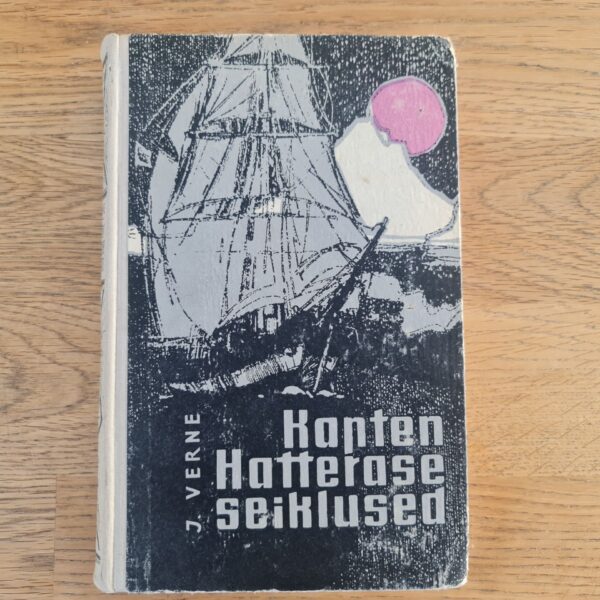 J. VERNE
Kapten
Hatterase
seiklused